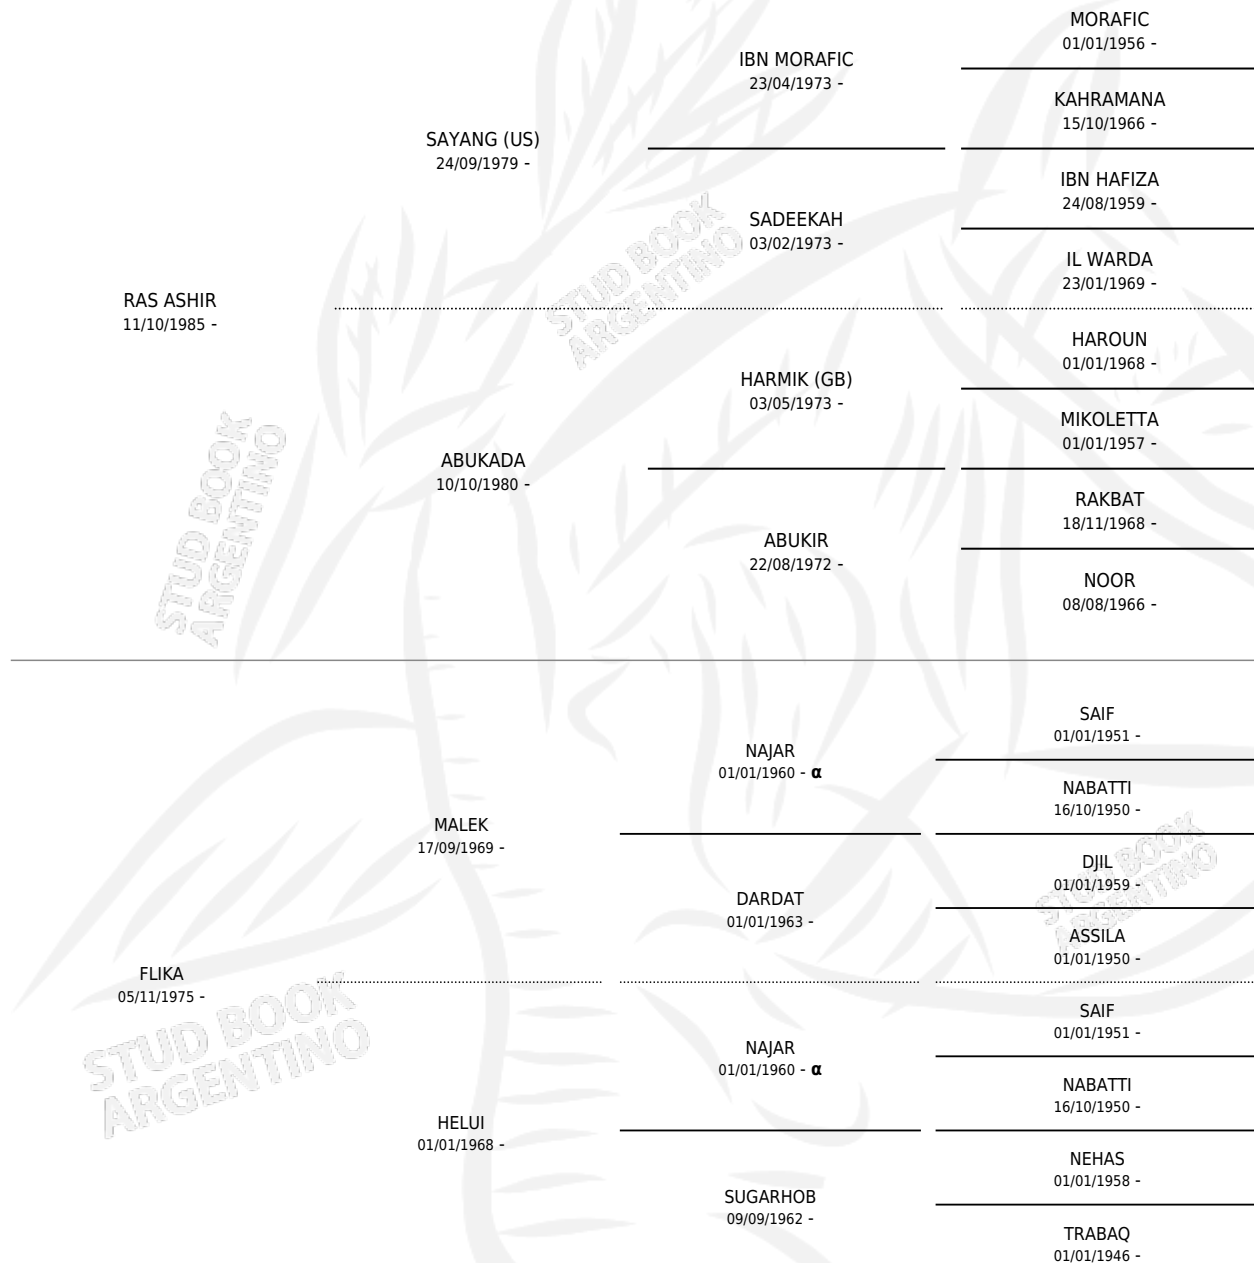 MORAFIC
01/01/1956 -
IBN MORAFIC
23/04/1973 -
KAHRAMANA
15/10/1966 -
SAYANG (US)
24/09/1979 -
IBN HAFIZA
24/08/1959 -
SADEEKAH
03/02/1973 -
IL WARDA
23/01/1969 -
RAS ASHIR
11/10/1985 -
HAROUN
01/01/1968 -
HARMIK (GB)
03/05/1973 -
MIKOLETTA
01/01/1957 -
ABUKADA
10/10/1980 -
RAKBAT
18/11/1968 -
ABUKIR
22/08/1972 -
NOOR
08/08/1966 -
SAIF
01/01/1951 -
NAJAR
01/01/1960 - α
NABATTI
16/10/1950 -
MALEK
17/09/1969 -
DJIL
01/01/1959 -
DARDAT
01/01/1963 -
ASSILA
01/01/1950 -
FLIKA
05/11/1975 -
SAIF
01/01/1951 -
NAJAR
01/01/1960 - α
NABATTI
16/10/1950 -
HELUI
01/01/1968 -
NEHAS
01/01/1958 -
SUGARHOB
09/09/1962 -
TRABAQ
01/01/1946 -
STUD BOOK
ARGENTINO
STUD BOOK
ARGENTINO
STUD BOOK
ARGENTINO
STUD BOOK
ARGENTINO